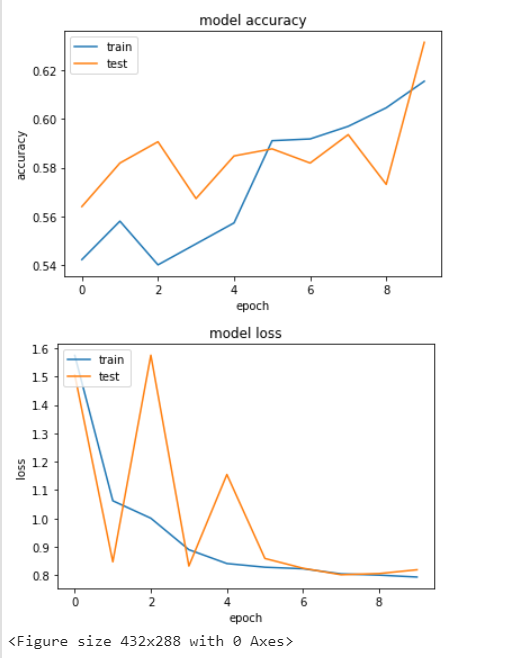 model accuracy
train
test
0.62
0.60
0.58
0.56
0.54
accuracy
0 2 4 6 8
epoch
model loss
train
test
1.6
1.5
1.4
1.3
1.2
1.1
1.0
0.9
0.8
loss
0 2 4 6 8
epoch
<Figure size 432x288 with 0 Axes>